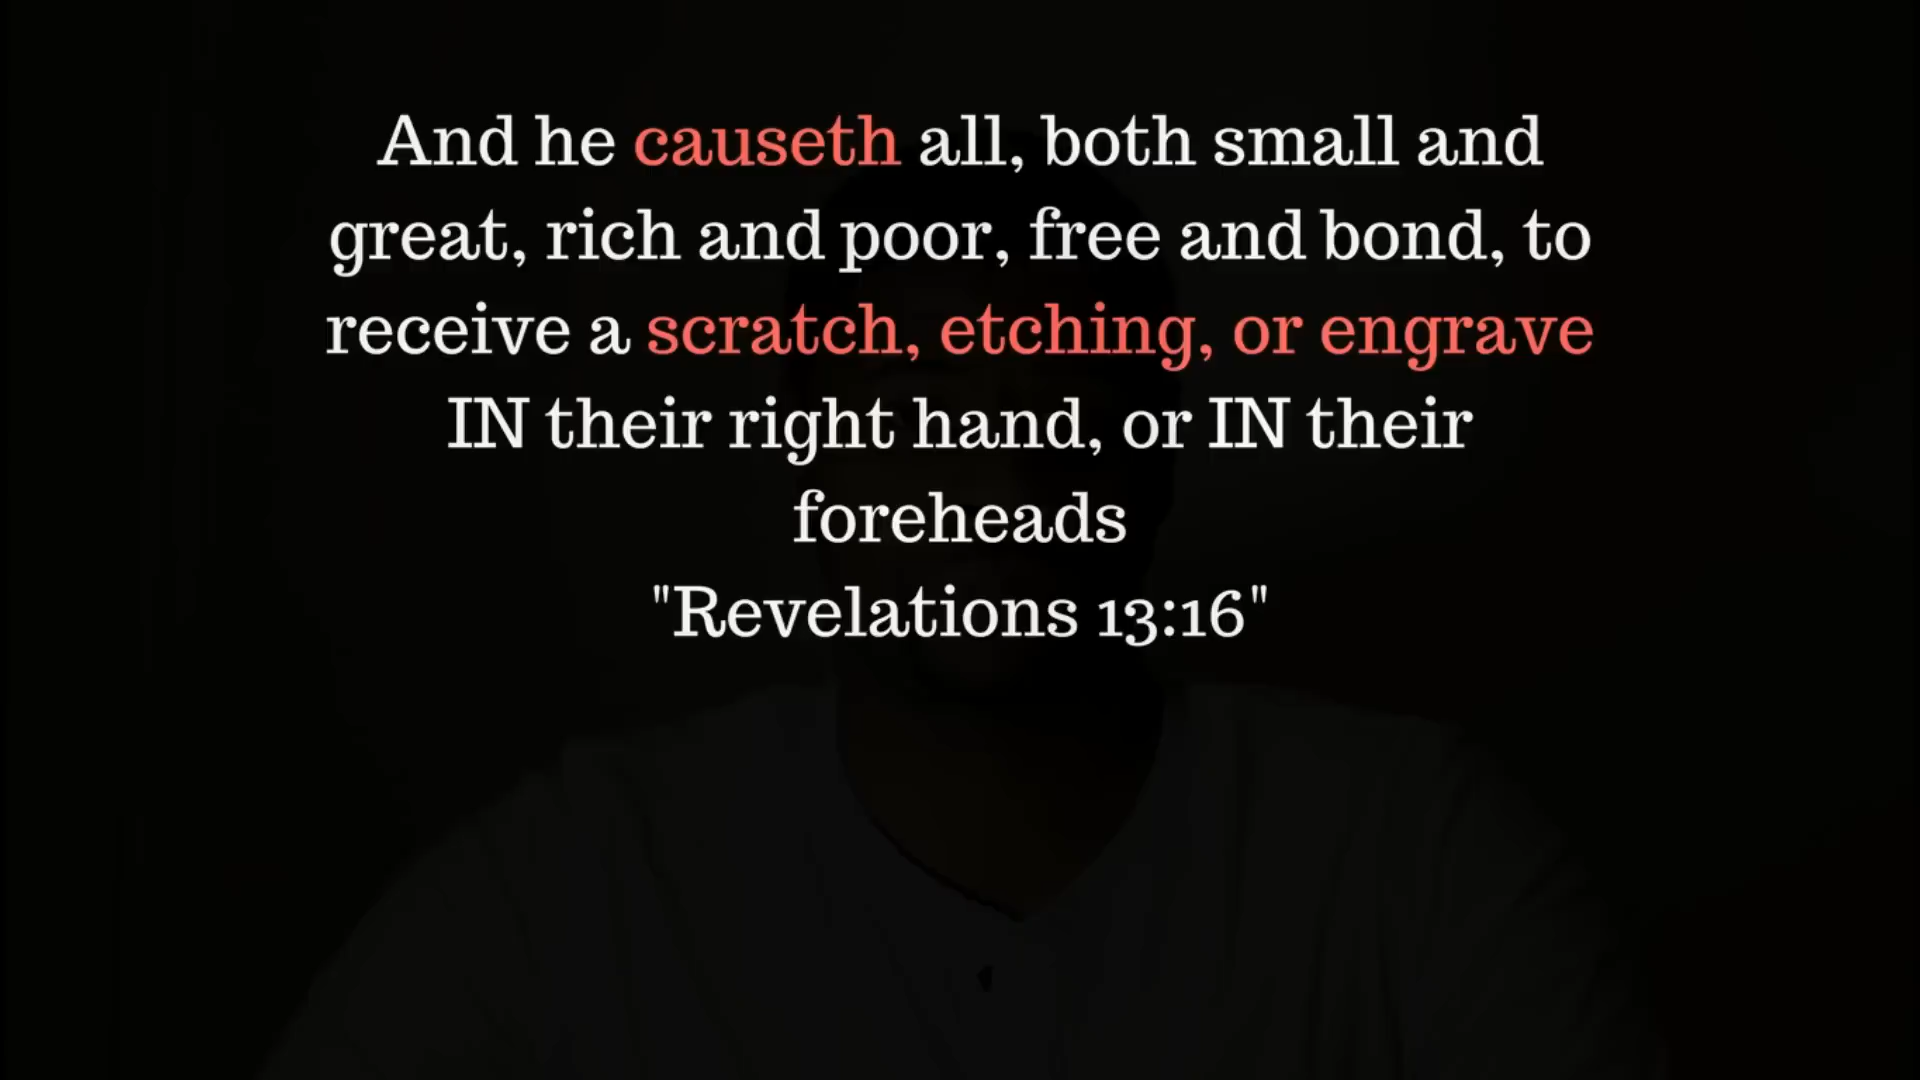 And he causeth all, both small and
great, rich and poor, free and bond, to
receive a scratch, etching, or engrave
IN their right hand, or IN their
foreheads
"Revelations 13:16"